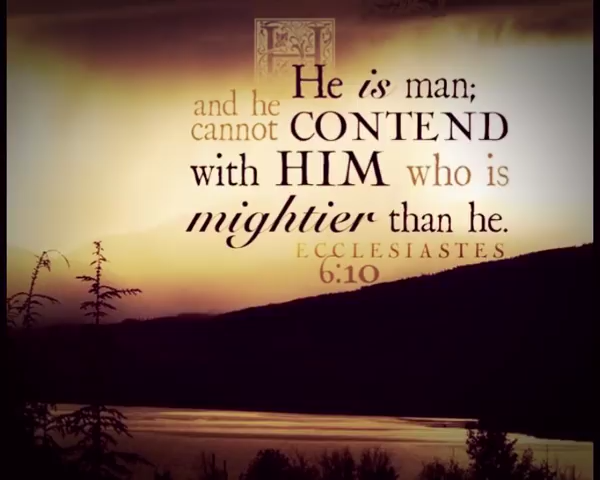 H
He is man;
and he
cannot CONTEND
with HIM who is
mightier than he.
ECCLESIASTES
6:10